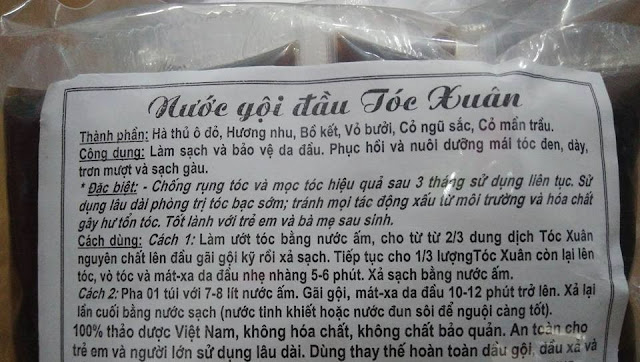 Nước gội đầu Tóc Xuân
Thành phần: Hà thủ ô đỏ, Hương nhu, Bồ kết, Vỏ bưởi, Cỏ ngũ sắc, Cỏ mần trầu.
Công dụng: Làm sạch và bảo vệ da đầu. Phục hồi và nuôi dưỡng mái tóc đen, dày,
trơn mượt và sạch gàu.
* Đặc biệt: - Chống rụng tóc và mọc tóc hiệu quả sau 3 tháng sử dụng liên tục. Sử
dụng lâu dài phòng trị tóc bạc sớm; tránh mọi tác động xấu từ môi trường và hóa chất
gây hư tổn tóc. Tốt lành với trẻ em và bà mẹ sau sinh.
Cách dùng: Cách 1: Làm ướt tóc bằng nước ấm, cho từ từ 2/3 dung dịch Tóc Xuân
nguyên chất lên đầu gãi gội kỹ rồi xả sạch. Tiếp tục cho 1/3 lượngTóc Xuân còn lại lên
tóc, vò tóc và mát-xa da đầu nhẹ nhàng 5-6 phút. Xả sạch bằng nước ấm.
Cách 2: Pha 01 túi với 7-8 lít nước ấm. Gãi gội, mát-xa da đầu 10-12 phút trở lên. Xả lại
lần cuối bằng nước sạch (nước tinh khiết hoặc nước đun sôi để nguội càng tốt).
100% thảo dược Việt Nam, không hóa chất, không chất bảo quản. An toàn cho
trẻ em và người lớn sử dụng lâu dài. Dùng thay thế hoàn toàn dầu gội, dầu xả và